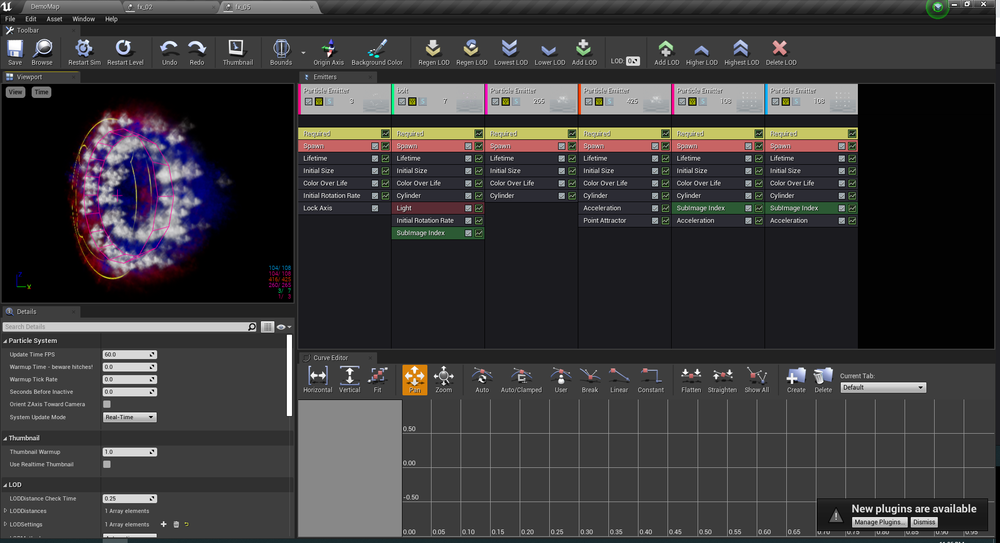 DemoMap
fx_02
fx_05
File Edit Asset Window Help
Toolbar
Save Browse Restart Sim Restart Level Undo Redo Thumbnail Bounds Origin Axis Background Color Regen LOD Regen LOD Lowest LOD Lower LOD Add LOD LOD: 0 Add LOD Higher LOD Highest LOD Delete LOD
Viewport
View Time
104/ 108
104/ 108
416/ 425
260/ 265
3/ 7
1/ 3
Z
Y
Emitters
Particle Emitter bolt Particle Emitter Particle Emitter Particle Emitter Particle Emitter
S 3 S 7 S 265 S 425 S 108 S 108
Required Required Required Required Required Required
Spawn Spawn Spawn Spawn Spawn Spawn
Lifetime Lifetime Lifetime Lifetime Lifetime Lifetime
Initial Size Initial Size Initial Size Initial Size Initial Size Initial Size
Color Over Life Color Over Life Color Over Life Color Over Life Color Over Life Color Over Life
Initial Rotation Rate Cylinder Cylinder Cylinder Cylinder Cylinder
Lock Axis Light Acceleration SubImage Index SubImage Index
Initial Rotation Rate Point Attractor Acceleration Acceleration
SubImage Index
Details
Search Details
Particle System
Update Time FPS 60.0
Warmup Time - beware hitches! 0.0
Warmup Tick Rate 0.0
Seconds Before Inactive 0.0
Orient ZAxis Toward Camera
System Update Mode Real-Time
Thumbnail
Thumbnail Warmup 1.0
Use Realtime Thumbnail
LOD
LODDistance Check Time 0.25
LODDistances 1 Array elements
LODSettings 1 Array elements
Curve Editor
Horizontal Vertical Fit Pan Zoom Auto Auto/Clamped User Break Linear Constant Flatten Straighten Show All Create Delete
Current Tab:
Default
0.50
0.00
-0.50
0.00 0.05 0.10 0.15 0.20 0.25 0.30 0.35 0.40 0.45 0.50 0.55 0.60 0.65 0.70 0.75 0.80 0.85 0.90 0.95
New plugins are available
Manage Plugins... Dismiss